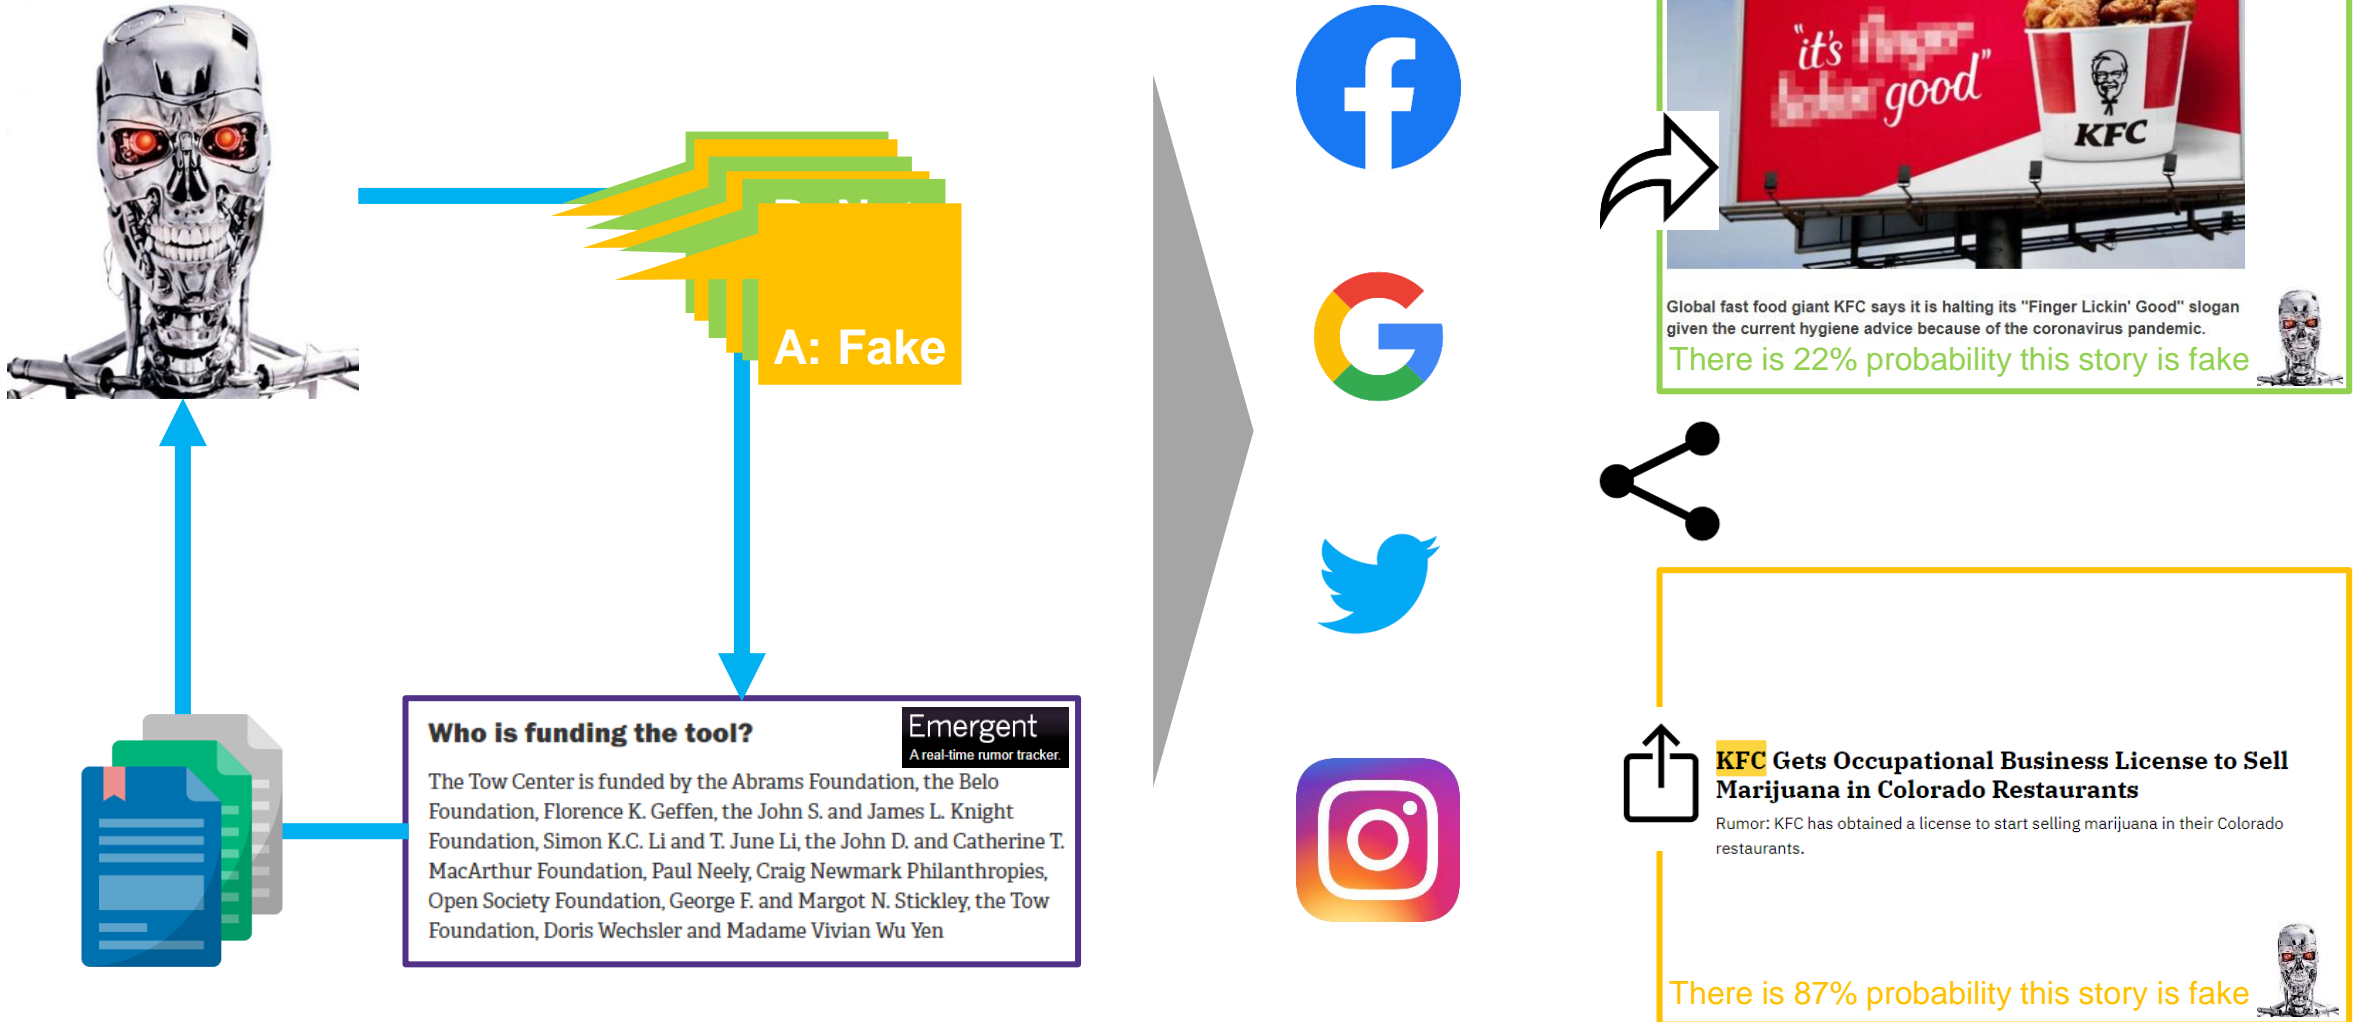 A: Fake
Who is funding the tool?
Emergent
A real-time rumor tracker.
The Tow Center is funded by the Abrams Foundation, the Belo
Foundation, Florence K. Geffen, the John S. and James L. Knight
Foundation, Simon K.C. Li and T. June Li, the John D. and Catherine T.
MacArthur Foundation, Paul Neely, Craig Newmark Philanthropies,
Open Society Foundation, George F. and Margot N. Stickley, the Tow
Foundation, Doris Wechsler and Madame Vivian Wu Yen
"it's
good"
KFC
Global fast food giant KFC says it is halting its "Finger Lickin' Good" slogan
given the current hygiene advice because of the coronavirus pandemic.
There is 22% probability this story is fake
KFC Gets Occupational Business License to Sell
Marijuana in Colorado Restaurants
Rumor: KFC has obtained a license to start selling marijuana in their Colorado
restaurants.
There is 87% probability this story is fake